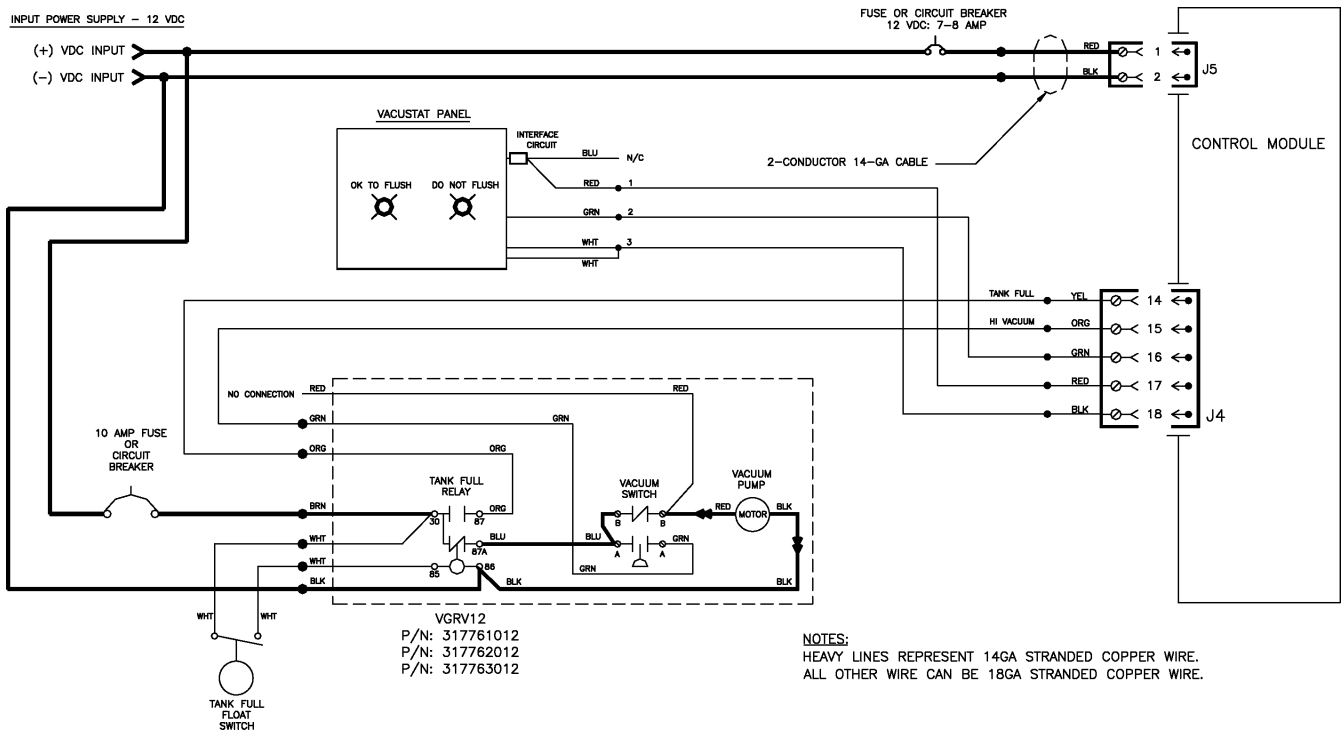 INPUT POWER SUPPLY - 12 VDC
(+) VDC INPUT
(-) VDC INPUT
FUSE OR CIRCUIT BREAKER
12 VDC: 7-8 AMP
RED
1
BLK
2
J5
CONTROL MODULE
2-CONDUCTOR 14-GA CABLE
VACUSTAT PANEL
INTERFACE
CIRCUIT
OK TO FLUSH
DO NOT FLUSH
BLU
N/C
RED
1
GRN
2
WHT
3
WHT
TANK FULL
YEL
14
HI VACUUM
ORG
15
GRN
16
RED
17
BLK
18
J4
NO CONNECTION
RED
RED
GRN
GRN
ORG
ORG
10 AMP FUSE
OR
CIRCUIT
BREAKER
TANK FULL
RELAY
VACUUM
SWITCH
VACUUM
PUMP
BRN
30
87
ORG
B
B
RED
MOTOR
BLK
WHT
87A
BLU
BLU
A
A
GRN
WHT
85
86
GRN
BLK
BLK
BLK
WHT
WHT
TANK FULL
FLOAT
SWITCH
VGRV12
P/N: 317761012
P/N: 317762012
P/N: 317763012
NOTES:
HEAVY LINES REPRESENT 14GA STRANDED COPPER WIRE.
ALL OTHER WIRE CAN BE 18GA STRANDED COPPER WIRE.